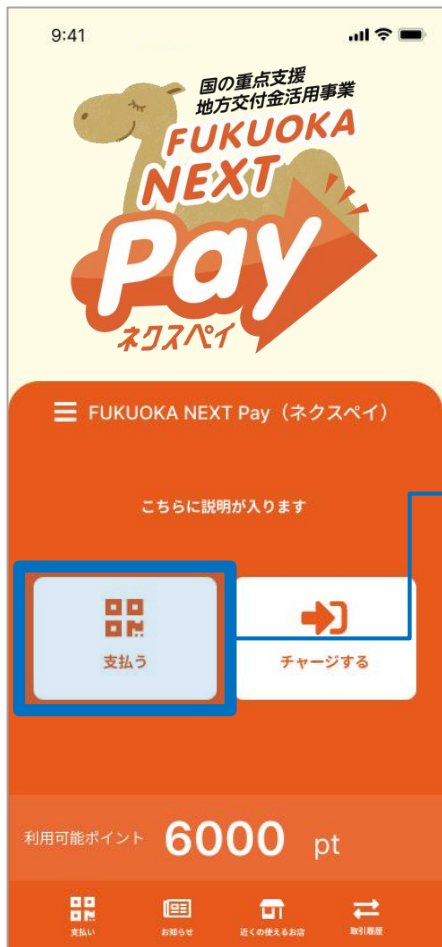 9:41
国の重点支援
地方交付金活用事業
FUKUOKA
NEXT
Pay
ネクスペイ
FUKUOKA NEXT Pay（ネクスペイ）
こちらに説明が入ります
支払う
チャージする
利用可能ポイント 6000 pt
支払い
お知らせ
近くの使えるお店
取引履歴